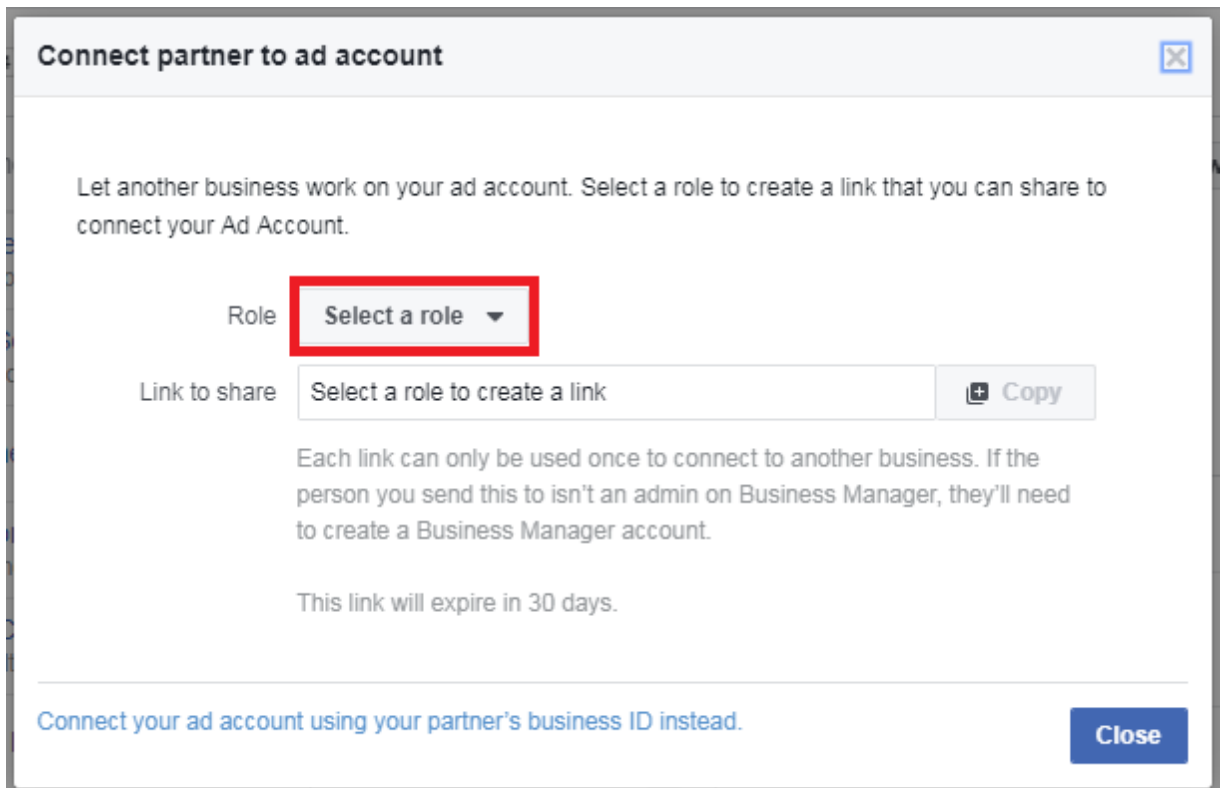 Connect partner to ad account
Let another business work on your ad account. Select a role to create a link that you can share to
connect your Ad Account.
Role Select a role
Link to share Select a role to create a link Copy
Each link can only be used once to connect to another business. If the
person you send this to isn't an admin on Business Manager, they'll need
to create a Business Manager account.
This link will expire in 30 days.
Connect your ad account using your partner's business ID instead.
Close